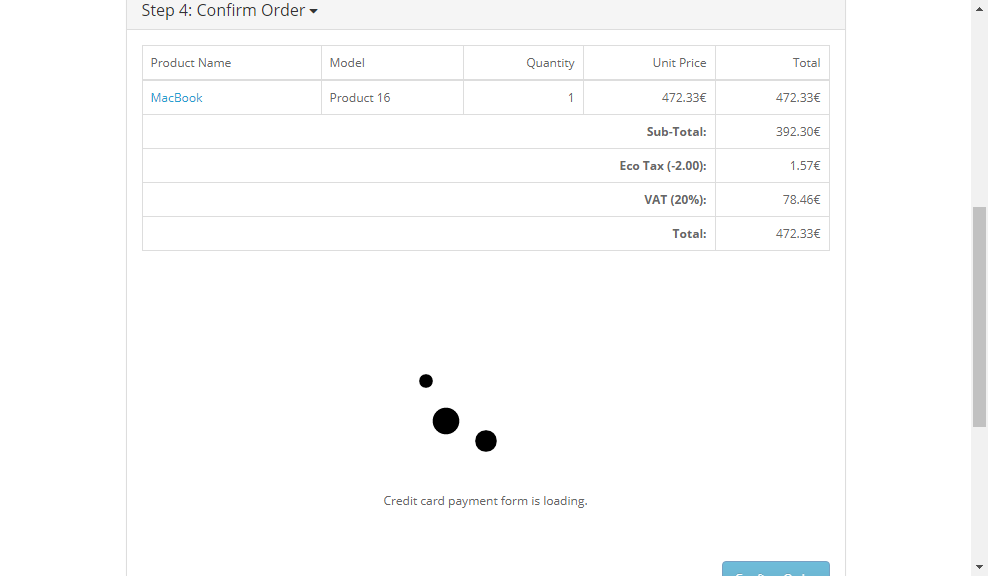 Step 4: Confirm Order
Product Name Model Quantity Unit Price Total
MacBook Product 16 1 472.33€ 472.33€
Sub-Total: 392.30€
Eco Tax (-2.00): 1.57€
VAT (20%): 78.46€
Total: 472.33€
Credit card payment form is loading.